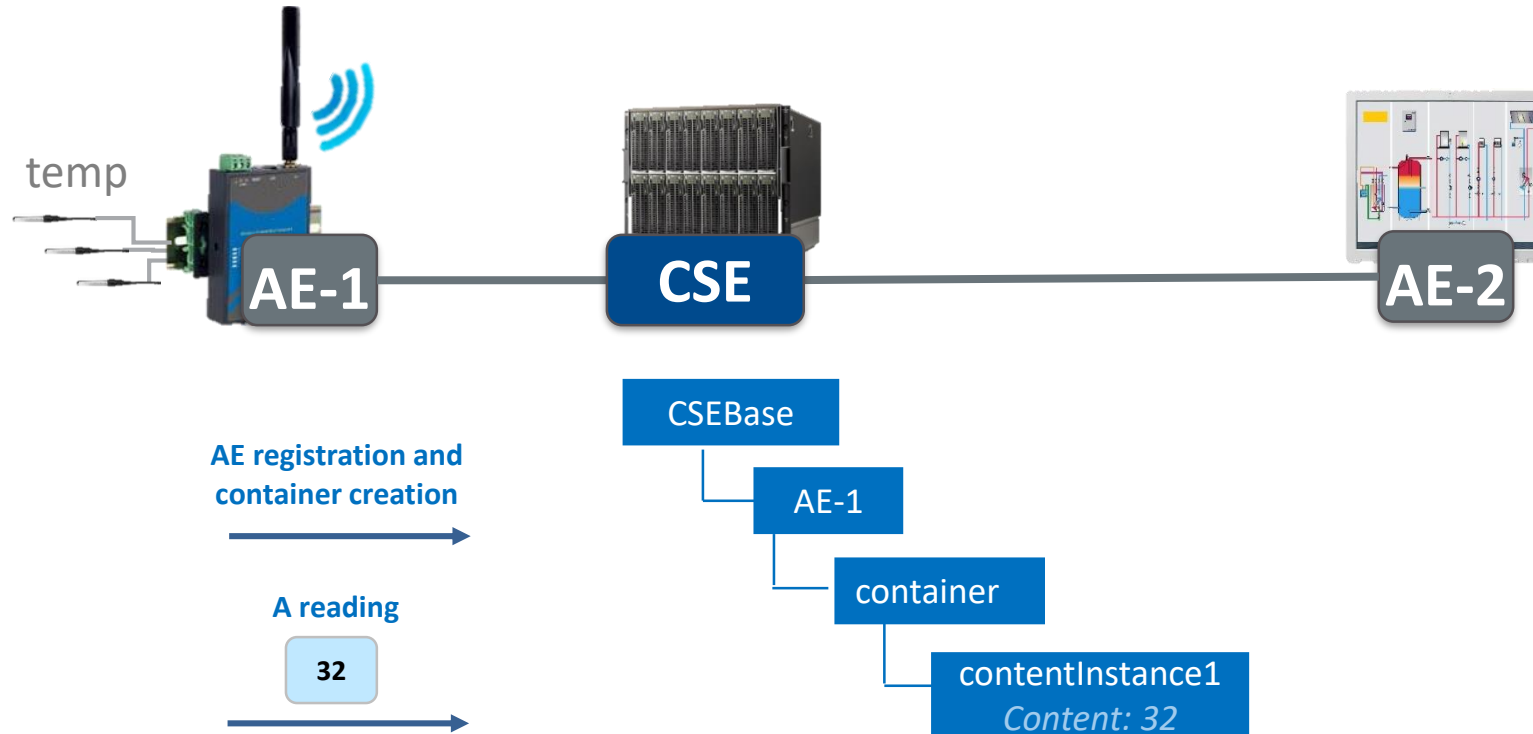 temp
AE-1
CSE
AE-2
CSEBase
AE registration and
container creation
AE-1
container
A reading
32
contentInstance1
Content: 32